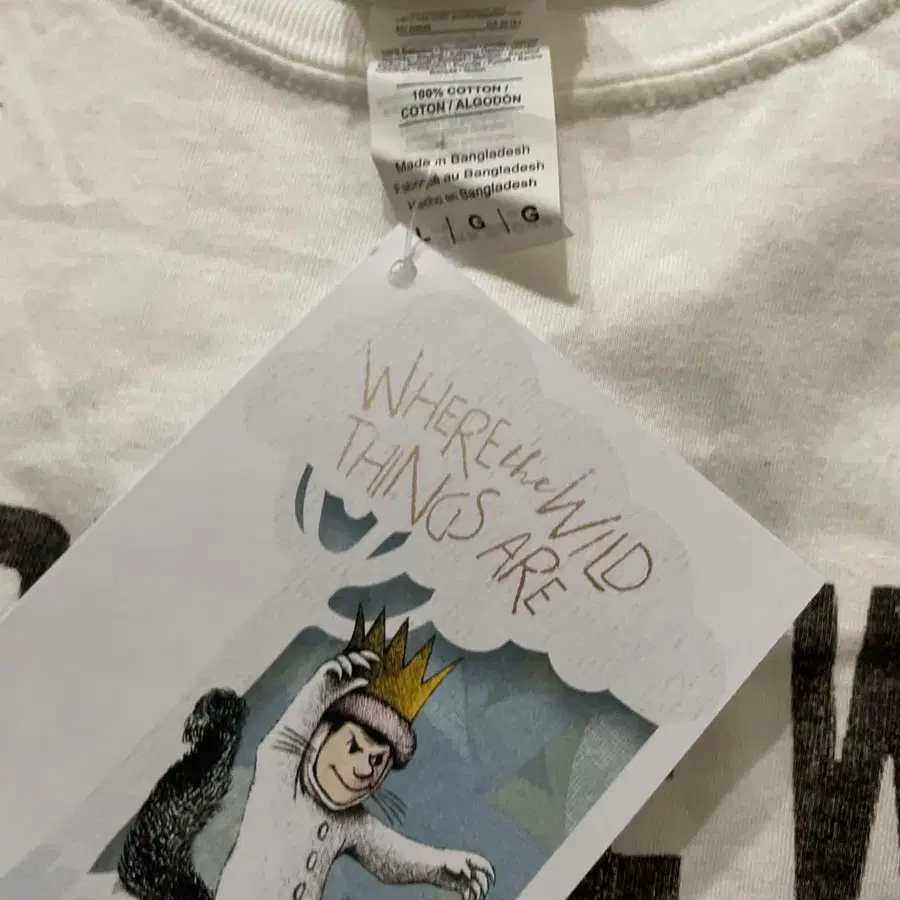 100% COTTON /
COTON / ALGODÓN
Made in Bangladesh
Fabriqué au Bangladesh
Hecho en Bangladesh
L | G | G
WHERE the WILD
THINGS ARE
W